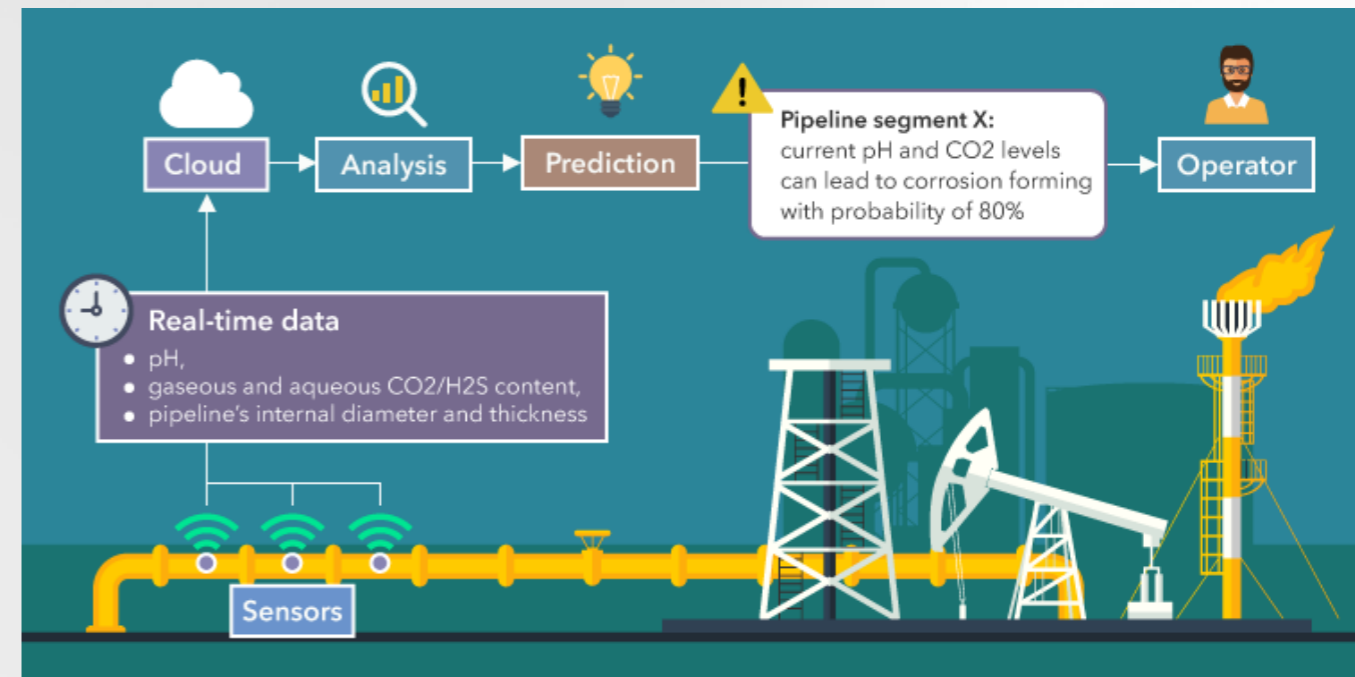 Cloud
Analysis
Prediction
Pipeline segment X:
current pH and CO2 levels
can lead to corrosion forming
with probability of 80%
Operator
Real-time data
pH,
gaseous and aqueous CO2/H2S content,
pipeline's internal diameter and thickness
Sensors